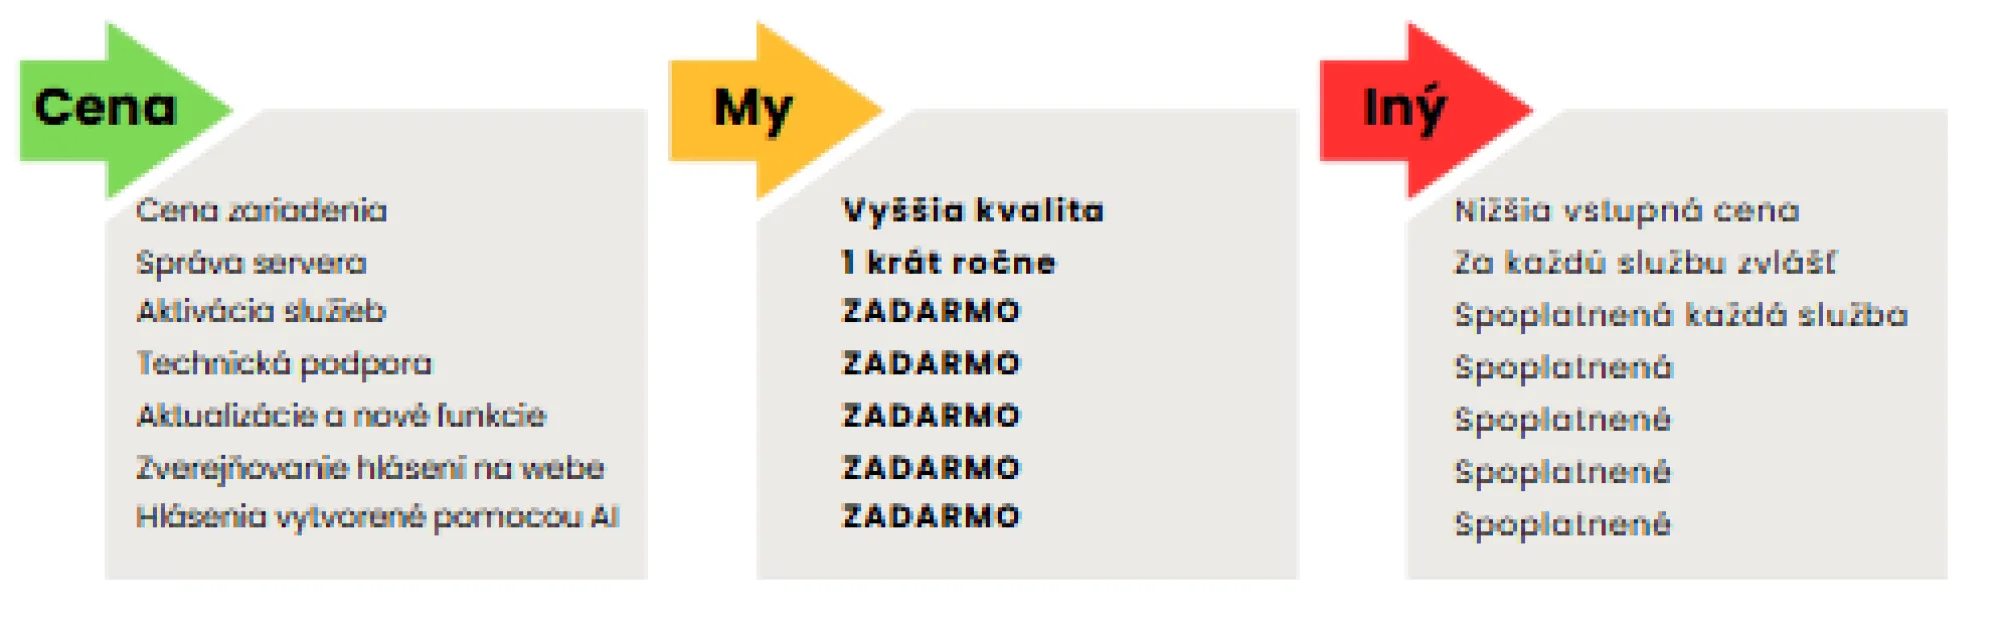 Cena
Cena zariadenia
Správa servera
Aktivácia služieb
Technická podpora
Aktualizácie a nové funkcie
Zverejňovanie hlásení na webe
Hlásenia vytvorené pomocou AI
My
Vyššia kvalita
1 krát ročne
ZADARMO
ZADARMO
ZADARMO
ZADARMO
ZADARMO
Iný
Nižšia vstupná cena
Za každú službu zvlášť
Spoplatnená každá služba
Spoplatnená
Spoplatnené
Spoplatnené
Spoplatnené